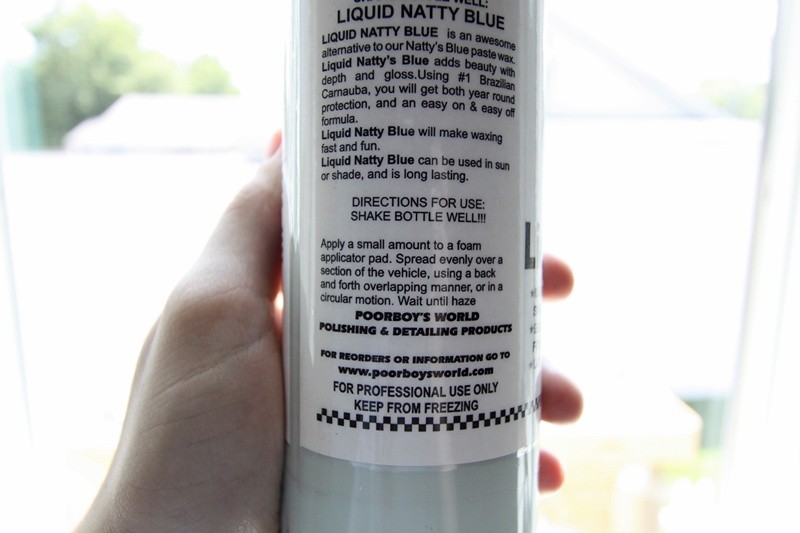 WELL:
LIQUID NATTY BLUE
LIQUID NATTY BLUE is an awesome
alternative to our Natty's Blue paste wax.
Liquid Natty's Blue adds beauty with
depth and gloss.Using #1 Brazilian
Carnauba, you will get both year round
protection, and an easy on & easy off
formula.
Liquid Natty Blue will make waxing
fast and fun.
Liquid Natty Blue can be used in sun
or shade, and is long lasting.
DIRECTIONS FOR USE:
SHAKE BOTTLE WELL!!!
Apply a small amount to a foam
applicator pad. Spread evenly over a
section of the vehicle, using a back
and forth overlapping manner, or in a
circular motion. Wait until haze
POORBOY'S WORLD
POLISHING & DETAILING PRODUCTS
FOR REORDERS OR INFORMATION GO TO
www.poorboysworld.com
FOR PROFESSIONAL USE ONLY
KEEP FROM FREEZING